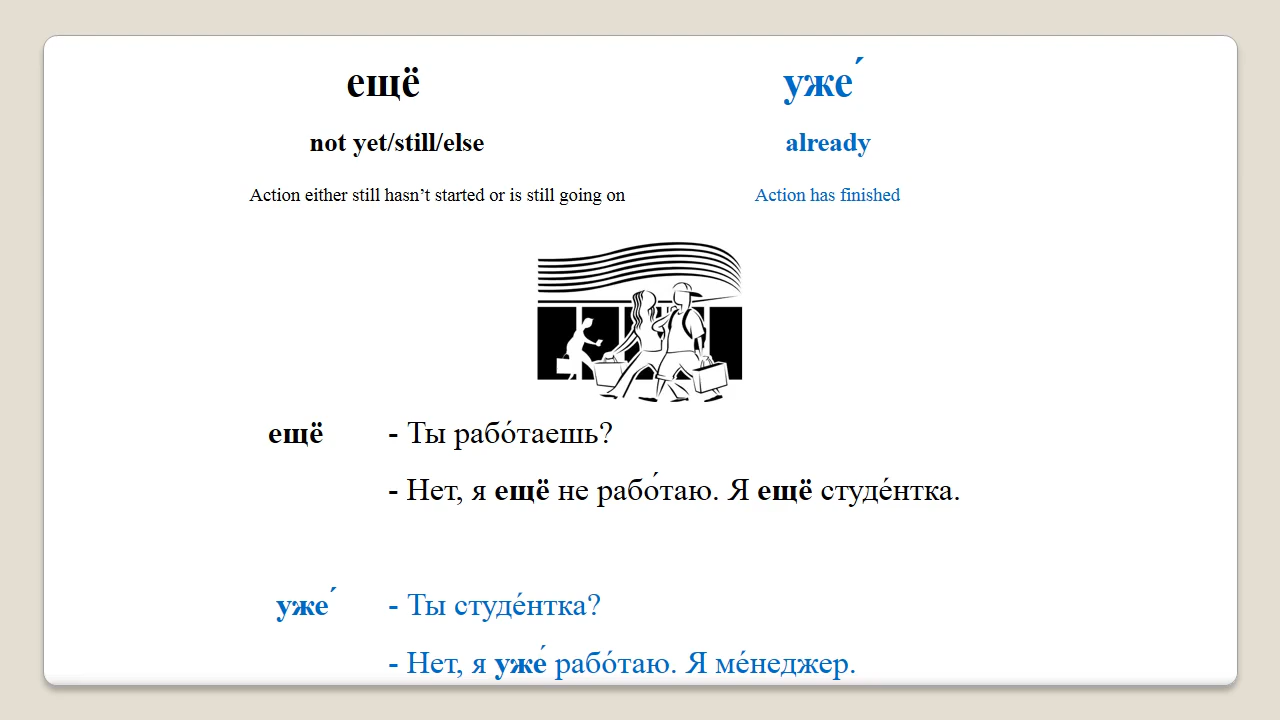 ещё уже́
not yet/still/else already
Action either still hasn’t started or is still going on Action has finished
ещё - Ты рабо́таешь?
- Нет, я ещё не рабо́таю. Я ещё студе́нтка.
уже́ - Ты студе́нтка?
- Нет, я уже́ рабо́таю. Я ме́неджер.